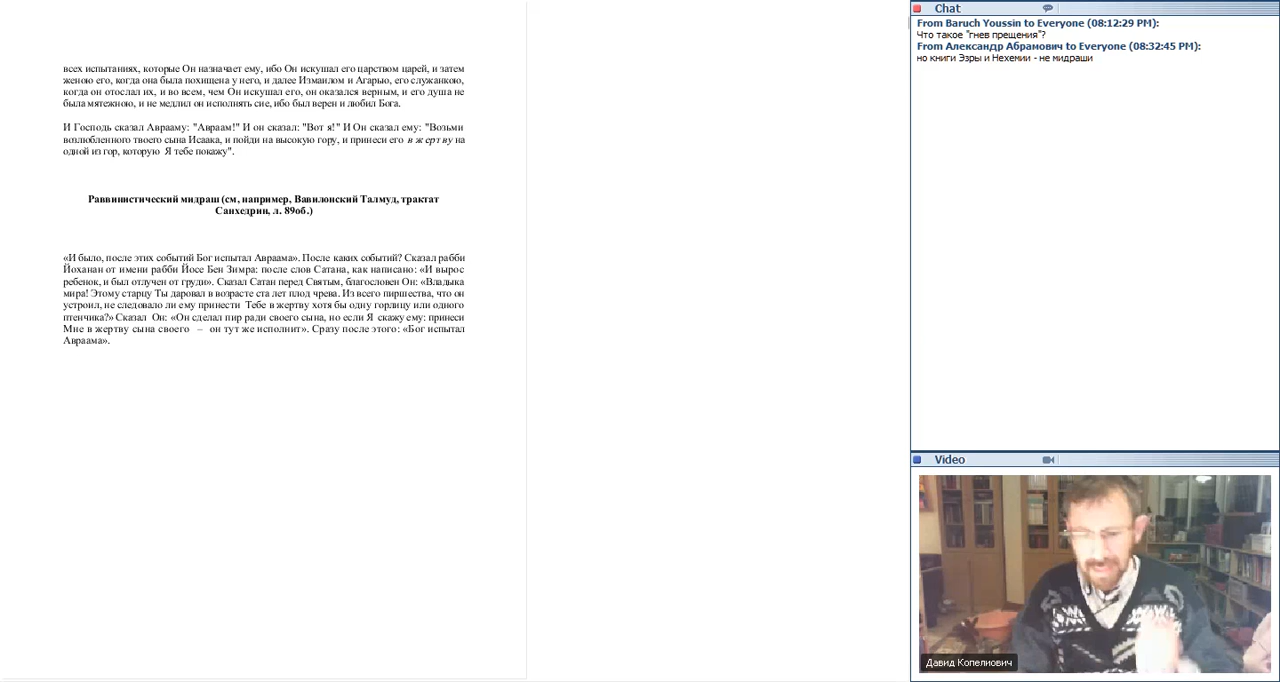 всех испытаниях, которые Он назначает ему, ибо Он искушал его царством царей, и затем
женою его, когда она была похищена у него, и далее Измаилом и Агарью, его служанкою,
когда он отослал их, и во всем, чем Он искушал его, он оказался верным, и его душа не
была мятежною, и не медлил он исполнять сие, ибо был верен и любил Бога.
И Господь сказал Аврааму: "Авраам!" И он сказал: "Вот я!" И Он сказал ему: "Возьми
возлюбленного твоего сына Исаака, и пойди на высокую гору, и принеси его в жертву на
одной из гор, которую Я тебе покажу".
Раввинистический мидраш (см, например, Вавилонский Талмуд, трактат
Санхедрин, л. 89об.)
«И было, после этих событий Бог испытал Авраама». После каких событий? Сказал рабби
Йоханан от имени рабби Йосе Бен Зимра: после слов Сатана, как написано: «И вырос
ребенок, и был отлучен от груди». Сказал Сатан перед Святым, благословен Он: «Владыка
мира! Этому старцу Ты даровал в возрасте ста лет плод чрева. Из всего пиршества, что он
устроил, не следовало ли ему принести Тебе в жертву хотя бы одну горлицу или одного
птенчика?» Сказал Он: «Он сделал пир ради своего сына, но если Я скажу ему: принеси
Мне в жертву сына своего – он тут же исполнит». Сразу после этого: «Бог испытал
Авраама».
Chat
From Baruch Youssin to Everyone (08:12:29 PM):
Что такое "гнев прещения"?
From Александр Абрамович to Everyone (08:32:45 PM):
но книги Эзры и Нехемии - не мидраши
Video
Давид Копелиович